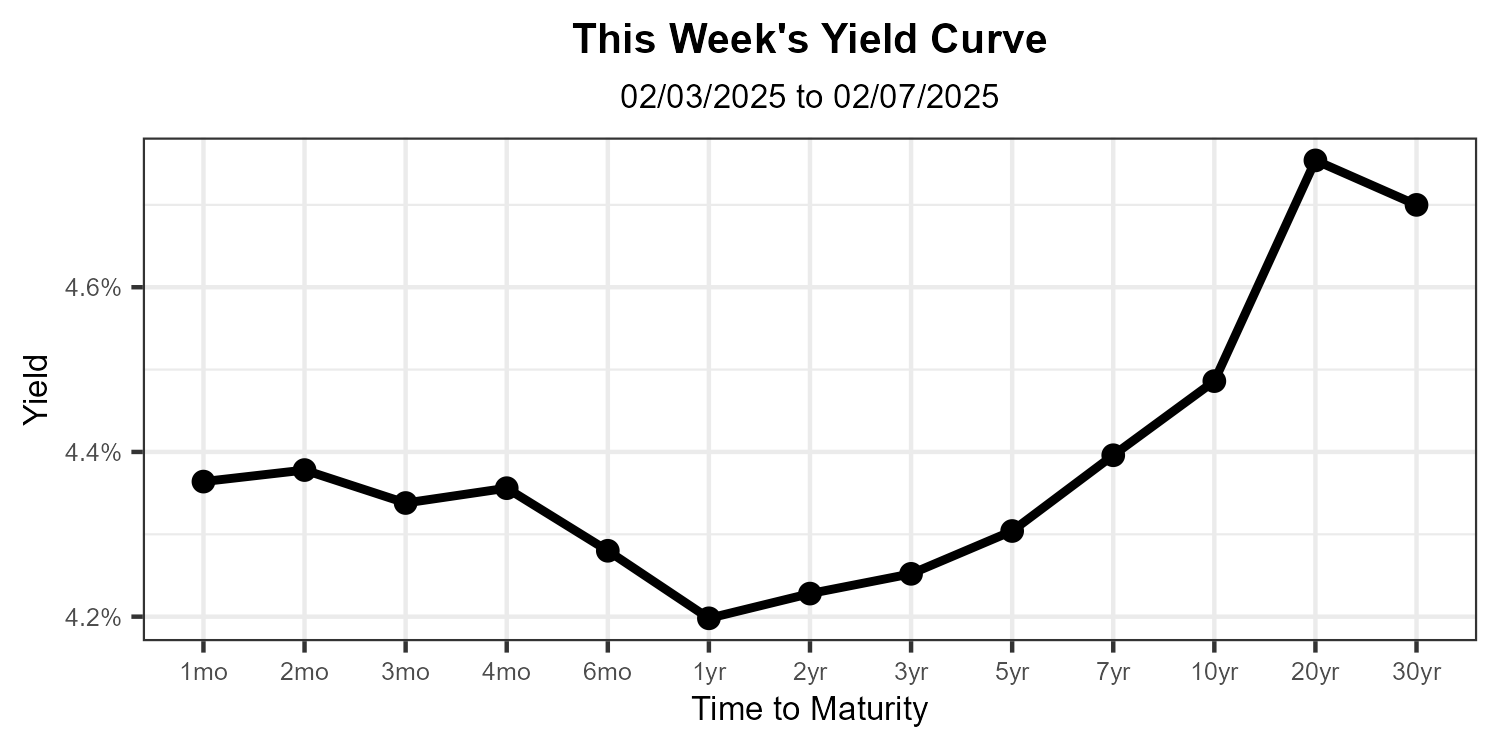 This Week's Yield Curve
02/03/2025 to 02/07/2025
Yield
4.6%
4.4%
4.2%
1mo 2mo 3mo 4mo 6mo 1yr 2yr 3yr 5yr 7yr 10yr 20yr 30yr
Time to Maturity